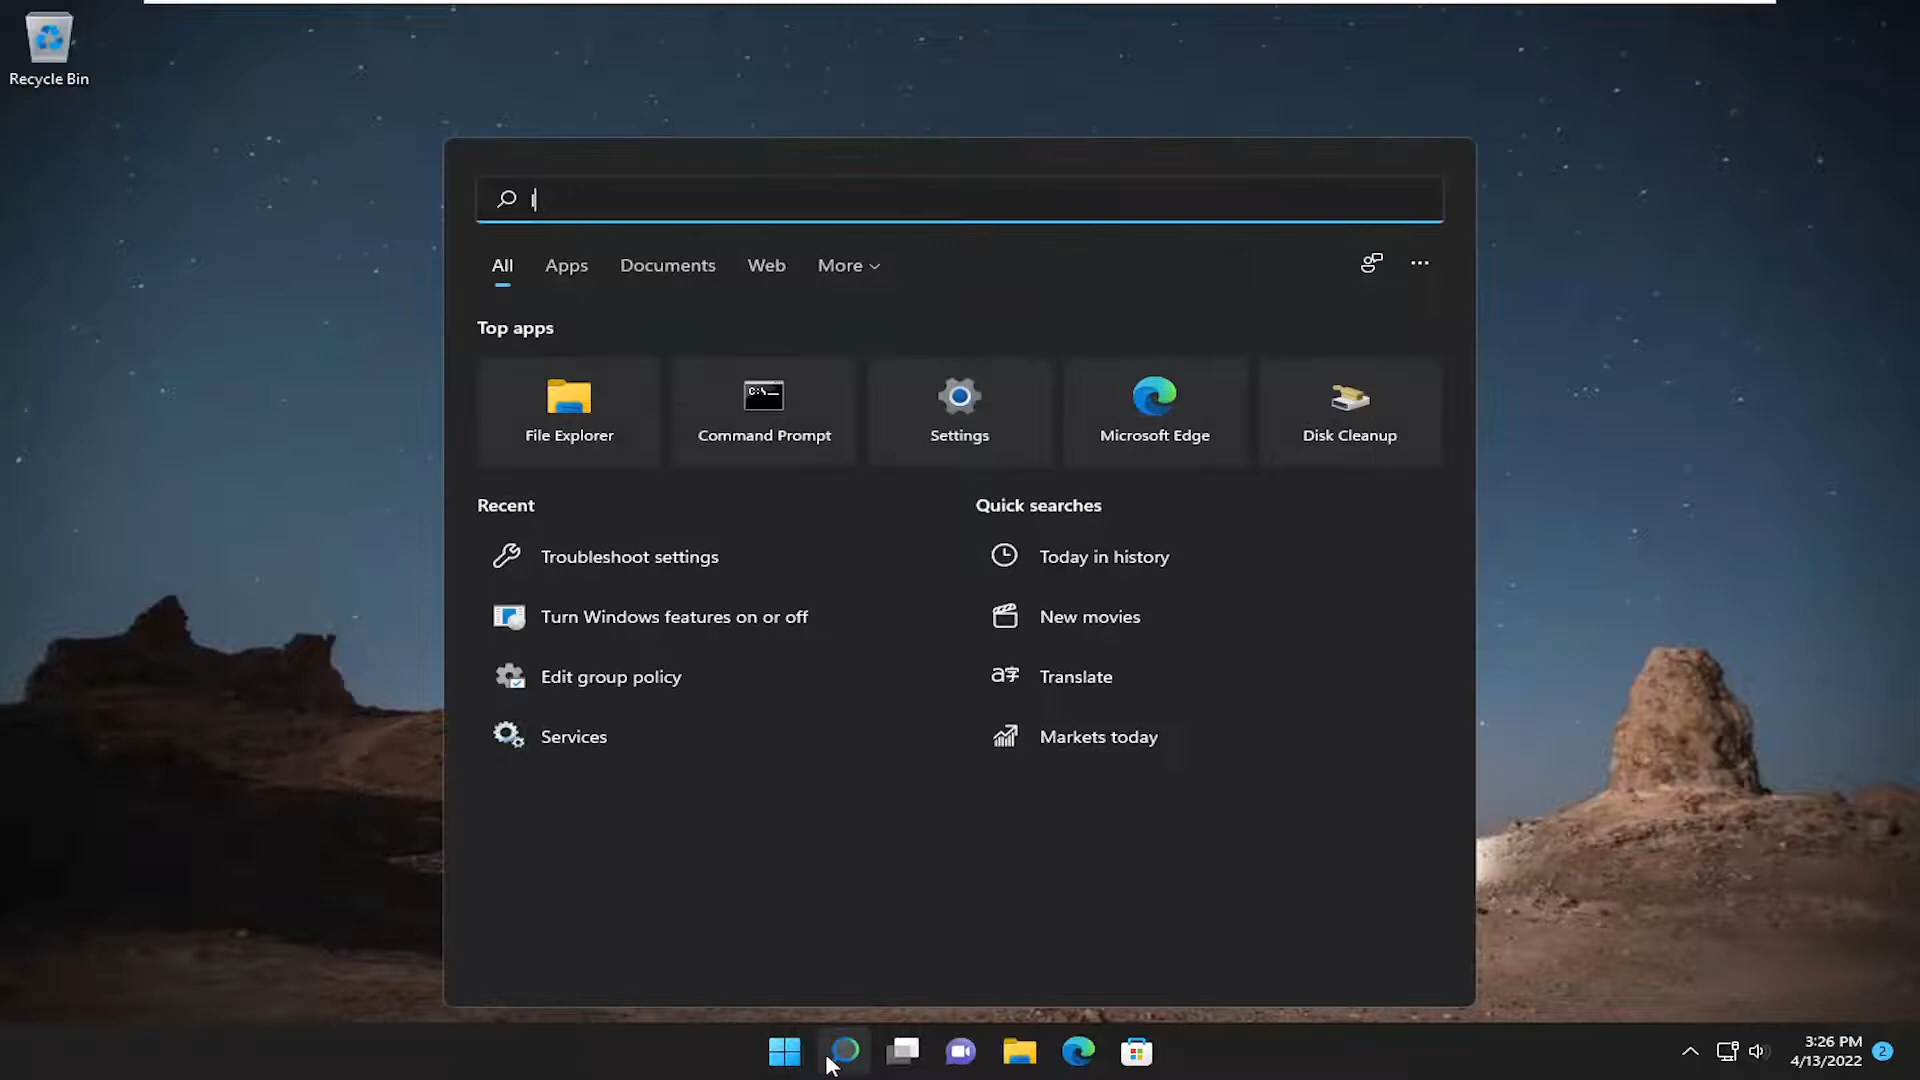 Recycle Bin
All Apps Documents Web More
Top apps
File Explorer Command Prompt Settings Microsoft Edge Disk Cleanup
Recent Quick searches
Troubleshoot settings Today in history
Turn Windows features on or off New movies
Edit group policy Translate
Services Markets today
3:26 PM
4/13/2022 2